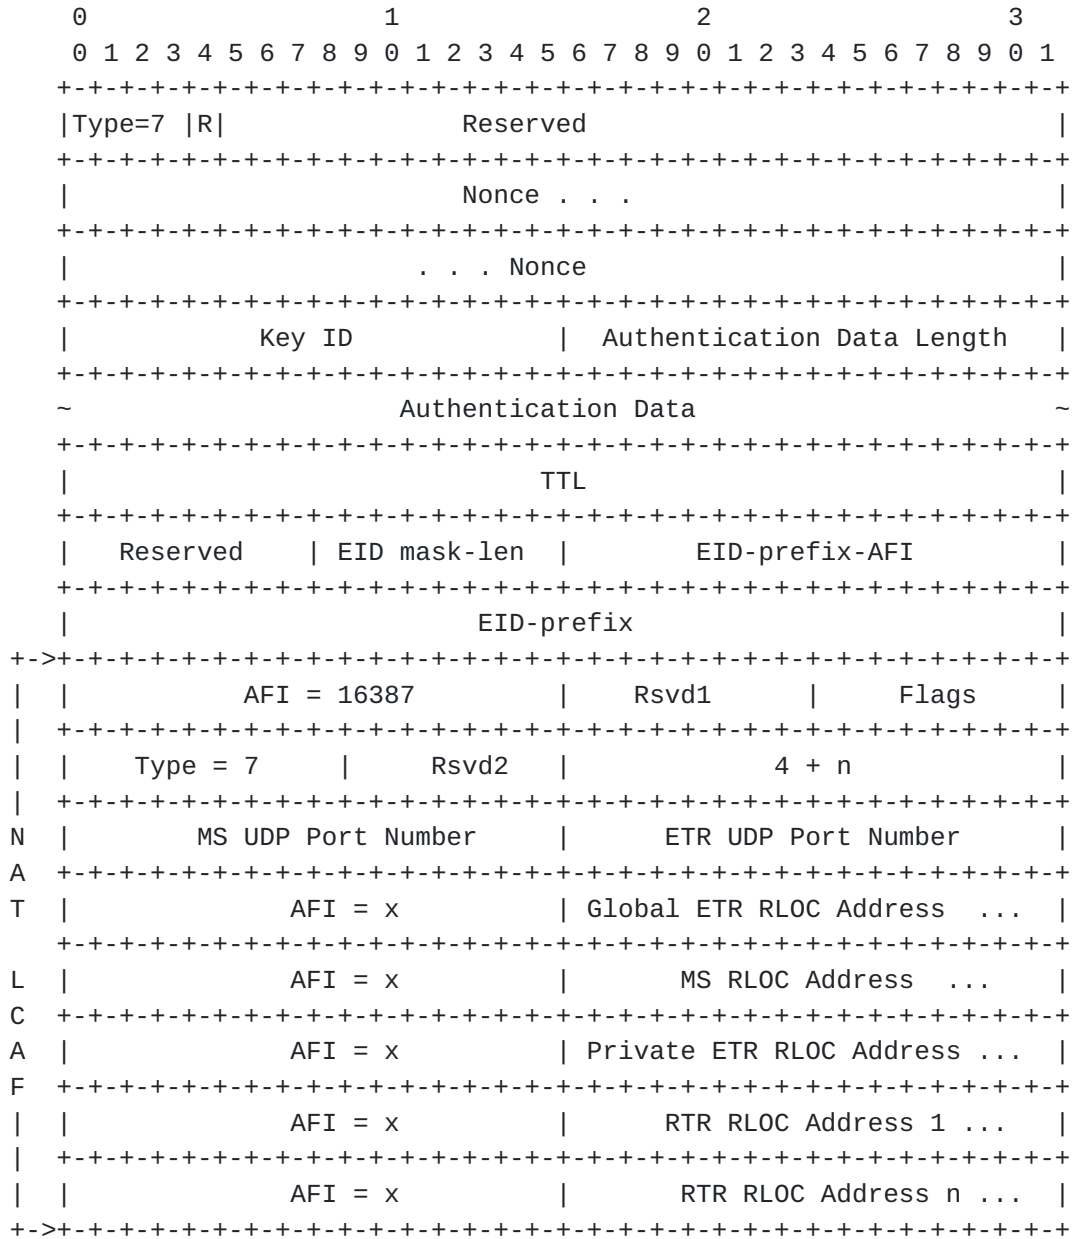 0                   1                   2                   3
     0 1 2 3 4 5 6 7 8 9 0 1 2 3 4 5 6 7 8 9 0 1 2 3 4 5 6 7 8 9 0 1
    +-+-+-+-+-+-+-+-+-+-+-+-+-+-+-+-+-+-+-+-+-+-+-+-+-+-+-+-+-+-+-+-+
    |Type=7 |R|               Reserved                              |
    +-+-+-+-+-+-+-+-+-+-+-+-+-+-+-+-+-+-+-+-+-+-+-+-+-+-+-+-+-+-+-+-+
    |                         Nonce . . .                           |
    +-+-+-+-+-+-+-+-+-+-+-+-+-+-+-+-+-+-+-+-+-+-+-+-+-+-+-+-+-+-+-+-+
    |                      . . . Nonce                              |
    +-+-+-+-+-+-+-+-+-+-+-+-+-+-+-+-+-+-+-+-+-+-+-+-+-+-+-+-+-+-+-+-+
    |            Key ID             |  Authentication Data Length   |
    +-+-+-+-+-+-+-+-+-+-+-+-+-+-+-+-+-+-+-+-+-+-+-+-+-+-+-+-+-+-+-+-+
    ~                     Authentication Data                       ~
    +-+-+-+-+-+-+-+-+-+-+-+-+-+-+-+-+-+-+-+-+-+-+-+-+-+-+-+-+-+-+-+-+
    |                              TTL                              |
    +-+-+-+-+-+-+-+-+-+-+-+-+-+-+-+-+-+-+-+-+-+-+-+-+-+-+-+-+-+-+-+-+
    |   Reserved    | EID mask-len  |        EID-prefix-AFI         |
    +-+-+-+-+-+-+-+-+-+-+-+-+-+-+-+-+-+-+-+-+-+-+-+-+-+-+-+-+-+-+-+-+
    |                          EID-prefix                           |
 +->+-+-+-+-+-+-+-+-+-+-+-+-+-+-+-+-+-+-+-+-+-+-+-+-+-+-+-+-+-+-+-+-+
 |  |           AFI = 16387         |    Rsvd1      |     Flags     |
 |  +-+-+-+-+-+-+-+-+-+-+-+-+-+-+-+-+-+-+-+-+-+-+-+-+-+-+-+-+-+-+-+-+
 |  |    Type = 7     |     Rsvd2   |             4 + n             |
 |  +-+-+-+-+-+-+-+-+-+-+-+-+-+-+-+-+-+-+-+-+-+-+-+-+-+-+-+-+-+-+-+-+
 N  |        MS UDP Port Number     |      ETR UDP Port Number      |
 A  +-+-+-+-+-+-+-+-+-+-+-+-+-+-+-+-+-+-+-+-+-+-+-+-+-+-+-+-+-+-+-+-+
 T  |              AFI = x          | Global ETR RLOC Address  ...  |
    +-+-+-+-+-+-+-+-+-+-+-+-+-+-+-+-+-+-+-+-+-+-+-+-+-+-+-+-+-+-+-+-+
 L  |              AFI = x          |       MS RLOC Address  ...    |
 C  +-+-+-+-+-+-+-+-+-+-+-+-+-+-+-+-+-+-+-+-+-+-+-+-+-+-+-+-+-+-+-+-+
 A  |              AFI = x          | Private ETR RLOC Address ...  |
 F  +-+-+-+-+-+-+-+-+-+-+-+-+-+-+-+-+-+-+-+-+-+-+-+-+-+-+-+-+-+-+-+-+
 |  |              AFI = x          |      RTR RLOC Address 1 ...   |
 |  +-+-+-+-+-+-+-+-+-+-+-+-+-+-+-+-+-+-+-+-+-+-+-+-+-+-+-+-+-+-+-+-+
 |  |              AFI = x          |       RTR RLOC Address n ...  |
 +->+-+-+-+-+-+-+-+-+-+-+-+-+-+-+-+-+-+-+-+-+-+-+-+-+-+-+-+-+-+-+-+-+